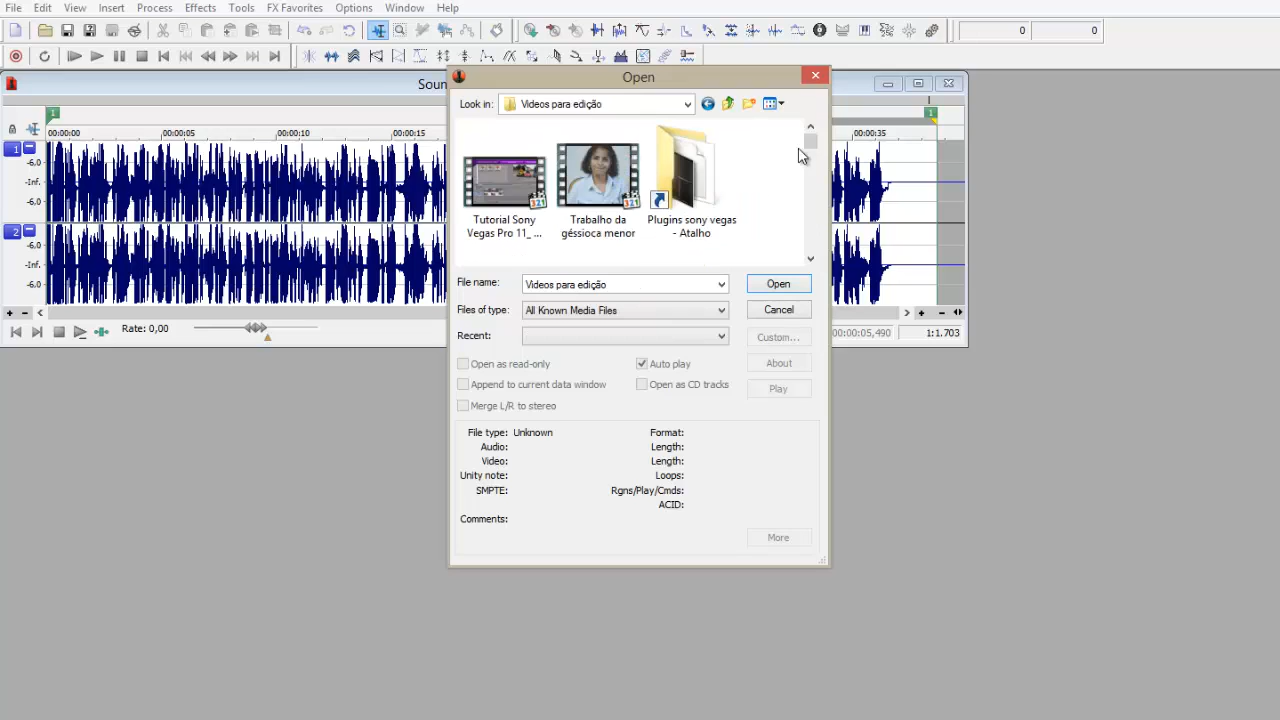 File Edit View Insert Process Effects Tools FX Favorites Options Window Help
0 0
Open
Soun
Look in: Videos para edição
1 1
00:00:00 00:00:05 00:00:10 00:00:15 00:00:35
1
-6.0
-Inf.
-6.0
2
-6.0
-Inf.
-6.0
Tutorial Sony Vegas Pro 11_ ...
Trabalho da géssioca menor
Plugins sony vegas - Atalho
File name: Videos para edição Open
Files of type: All Known Media Files Cancel
Recent: Custom...
Rate: 0,00 00:00:05,490 1:1.703
Open as read-only Auto play About
Append to current data window Open as CD tracks Play
Merge L/R to stereo
File type: Unknown Format:
Audio: Length:
Video: Length:
Unity note: Loops:
SMPTE: Rgns/Play/Cmds:
ACID:
Comments:
More